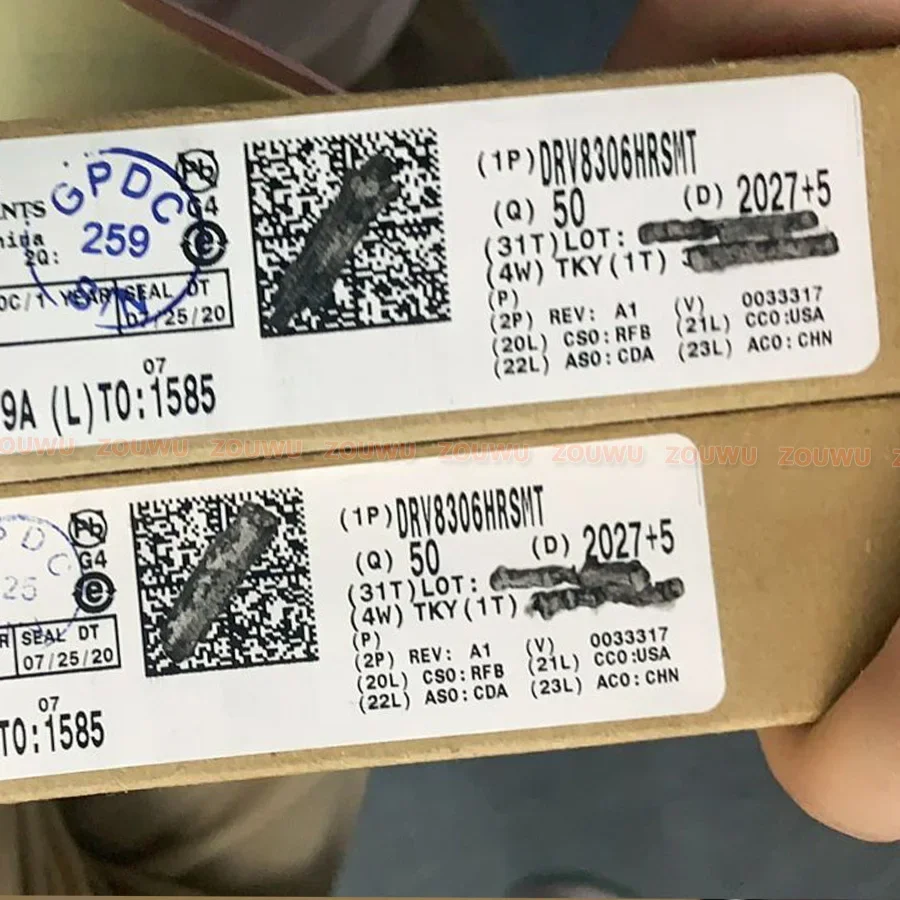 NTS
GPDC
259
Pb
G4
e
2Q:
OC/1 YEAR SEAL DT
07/25/20
07
9A (L)TO:1585
(1P)DRV8306HRSMT
(Q) 50 (D) 2027+5
(31T)LOT:
(4W) TKY(1T)
(P)
(2P) REV: A1 (V) 0033317
(20L) CSO:RFB (21L) CCO:USA
(22L) ASO:CDA (23L) ACO:CHN
ZOUWU ZOUWU ZOUWU ZOUWU ZOUWU ZOUWU ZOUWU ZOUWU
PDC
25
Pb
G4
e
R SEAL DT
07/25/20
07
TO:1585
(1P)DRV8306HRSMT
(Q) 50 (D) 2027+5
(31T)LOT:
(4W) TKY(1T)
(P)
(2P) REV: A1 (V) 0033317
(20L) CSO:RFB (21L) CCO:USA
(22L) ASO:CDA (23L) ACO:CHN